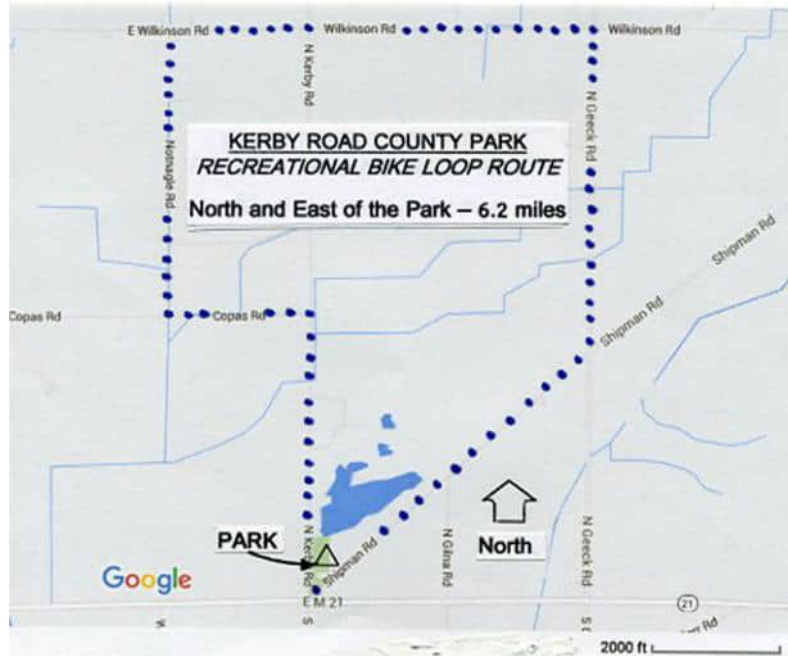 E Wilkinson Rd
Wilkinson Rd
Wilkinson Rd
N Kerby Rd
N Geeck Rd
KERBY ROAD COUNTY PARK
RECREATIONAL BIKE LOOP ROUTE
North and East of the Park – 6.2 miles
Notnagle Rd
Shipman Rd
Copas Rd
Copas Rd
Shipman Rd
PARK
N Kerby Rd
Shipman Rd
N Gilna Rd
North
N Geeck Rd
Google
E M 21
21
S
Rd
2000 ft